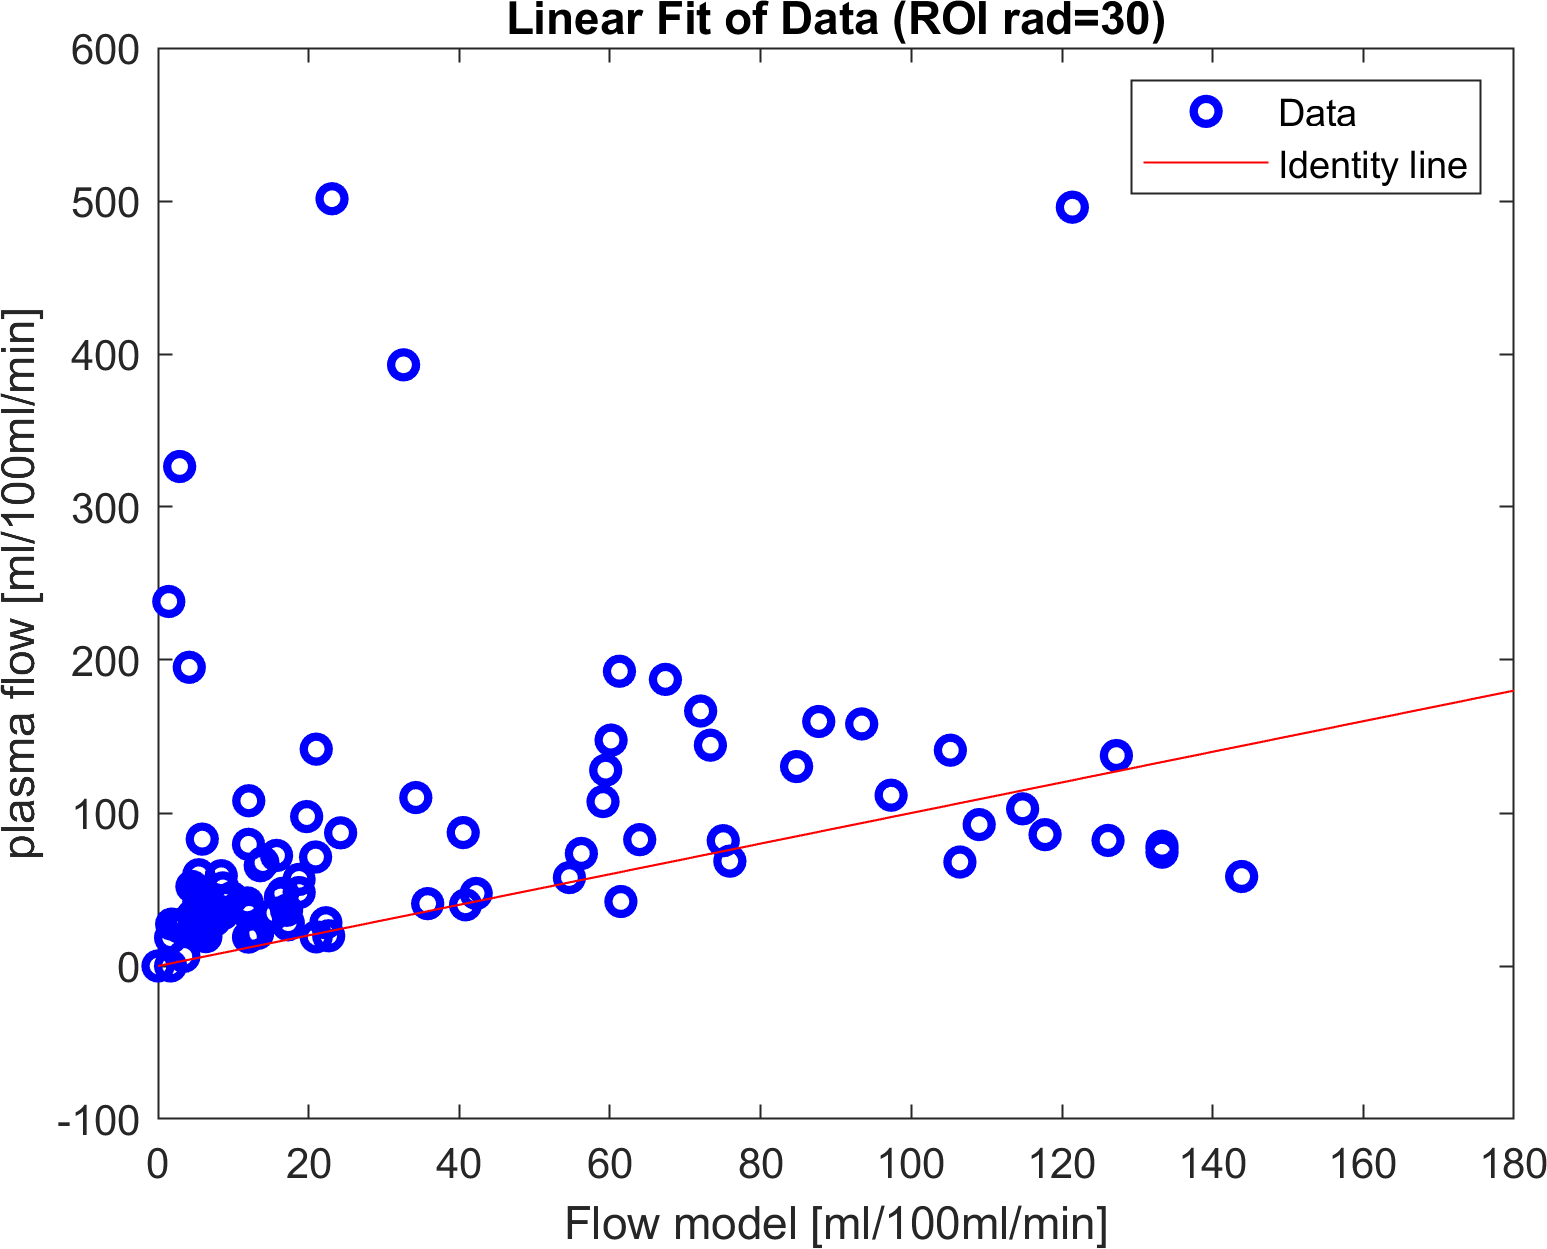 Linear Fit of Data (ROI rad=30)
600
500
400
300
200
100
0
-100
plasma flow [ml/100ml/min]
Data
Identity line
0 20 40 60 80 100 120 140 160 180
Flow model [ml/100ml/min]